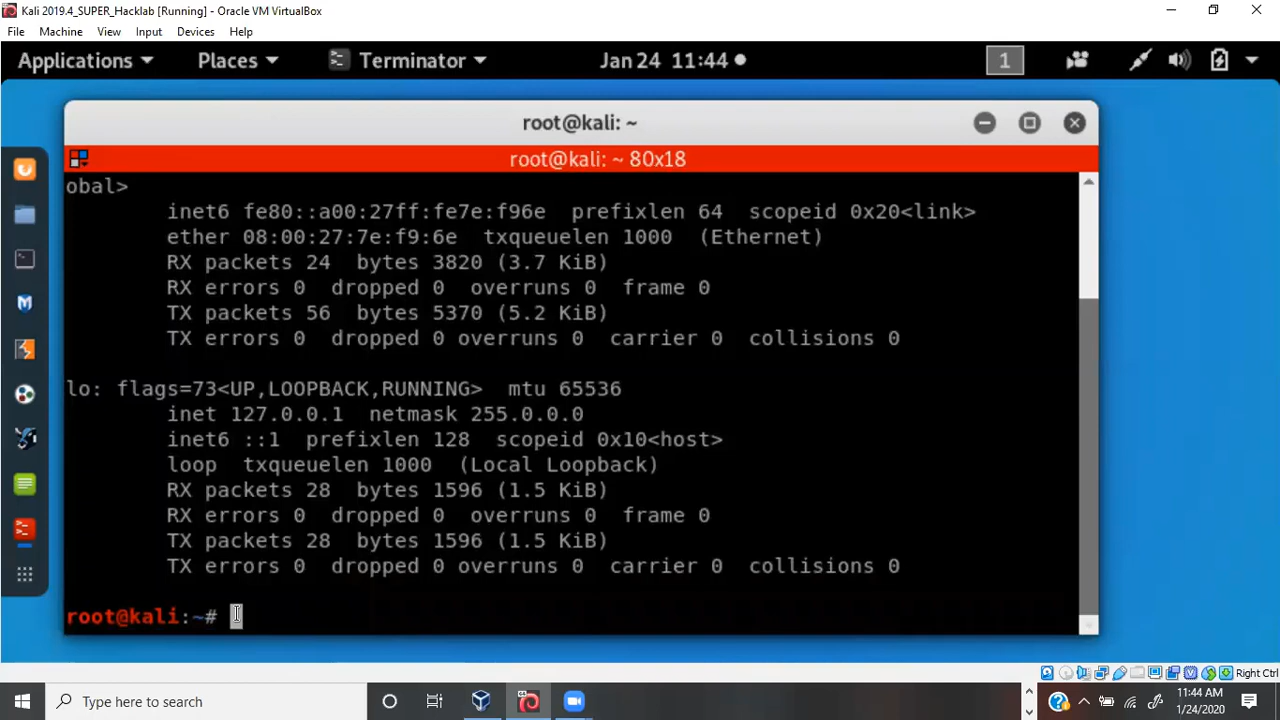 Kali 2019.4_SUPER_Hacklab [Running] - Oracle VM VirtualBox
File Machine View Input Devices Help
Applications Places Terminator Jan 24 11:44 1
root@kali: ~
root@kali: ~ 80x18
obal>
inet6 fe80::a00:27ff:fe7e:f96e prefixlen 64 scopeid 0x20<link>
ether 08:00:27:7e:f9:6e txqueuelen 1000 (Ethernet)
RX packets 24 bytes 3820 (3.7 KiB)
RX errors 0 dropped 0 overruns 0 frame 0
TX packets 56 bytes 5370 (5.2 KiB)
TX errors 0 dropped 0 overruns 0 carrier 0 collisions 0
lo: flags=73<UP,LOOPBACK,RUNNING> mtu 65536
inet 127.0.0.1 netmask 255.0.0.0
inet6 ::1 prefixlen 128 scopeid 0x10<host>
loop txqueuelen 1000 (Local Loopback)
RX packets 28 bytes 1596 (1.5 KiB)
RX errors 0 dropped 0 overruns 0 frame 0
TX packets 28 bytes 1596 (1.5 KiB)
TX errors 0 dropped 0 overruns 0 carrier 0 collisions 0
root@kali:~#
Right Ctrl
Type here to search
11:44 AM
1/24/2020